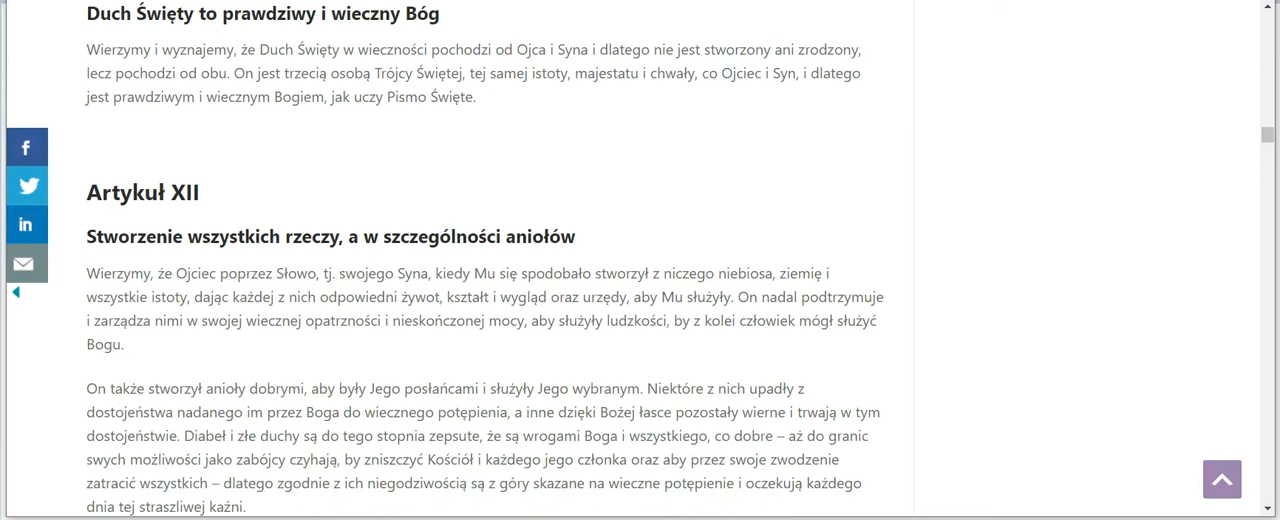 Duch Święty to prawdziwy i wieczny Bóg
Wierzymy i wyznajemy, że Duch Święty w wieczności pochodzi od Ojca i Syna i dlatego nie jest stworzony ani zrodzony,
lecz pochodzi od obu. On jest trzecią osobą Trójcy Świętej, tej samej istoty, majestatu i chwały, co Ojciec i Syn, i dlatego
jest prawdziwym i wiecznym Bogiem, jak uczy Pismo Święte.
f
in
Artykuł XII
Stworzenie wszystkich rzeczy, a w szczególności aniołów
Wierzymy, że Ojciec poprzez Słowo, tj. swojego Syna, kiedy Mu się spodobało stworzył z niczego niebiosa, ziemię i
wszystkie istoty, dając każdej z nich odpowiedni żywot, kształt i wygląd oraz urzędy, aby Mu służyły. On nadal podtrzymuje
i zarządza nimi w swojej wiecznej opatrzności i nieskończonej mocy, aby służyły ludzkości, by z kolei człowiek mógł służyć
Bogu.
On także stworzył anioły dobrymi, aby były Jego posłańcami i służyły Jego wybranym. Niektóre z nich upadły z
dostojeństwa nadanego im przez Boga do wiecznego potępienia, a inne dzięki Bożej łasce pozostały wierne i trwają w tym
dostojeństwie. Diabeł i złe duchy są do tego stopnia zepsute, że są wrogami Boga i wszystkiego, co dobre – aż do granic
swych możliwości jako zabójcy czyhają, by zniszczyć Kościół i każdego jego członka oraz aby przez swoje zwodzenie
zatracić wszystkich – dlatego zgodnie z ich niegodziwością są z góry skazane na wieczne potępienie i oczekują każdego
dnia tej straszliwej kaźni.